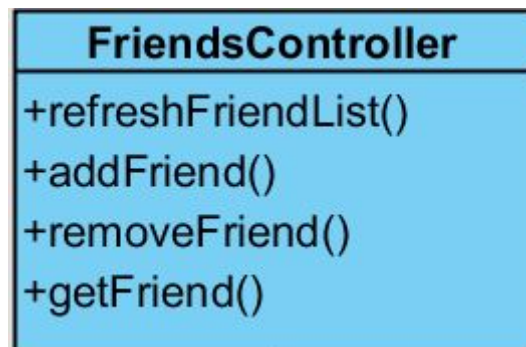 FriendsController
+refreshFriendList()
+addFriend()
+removeFriend()
+getFriend()